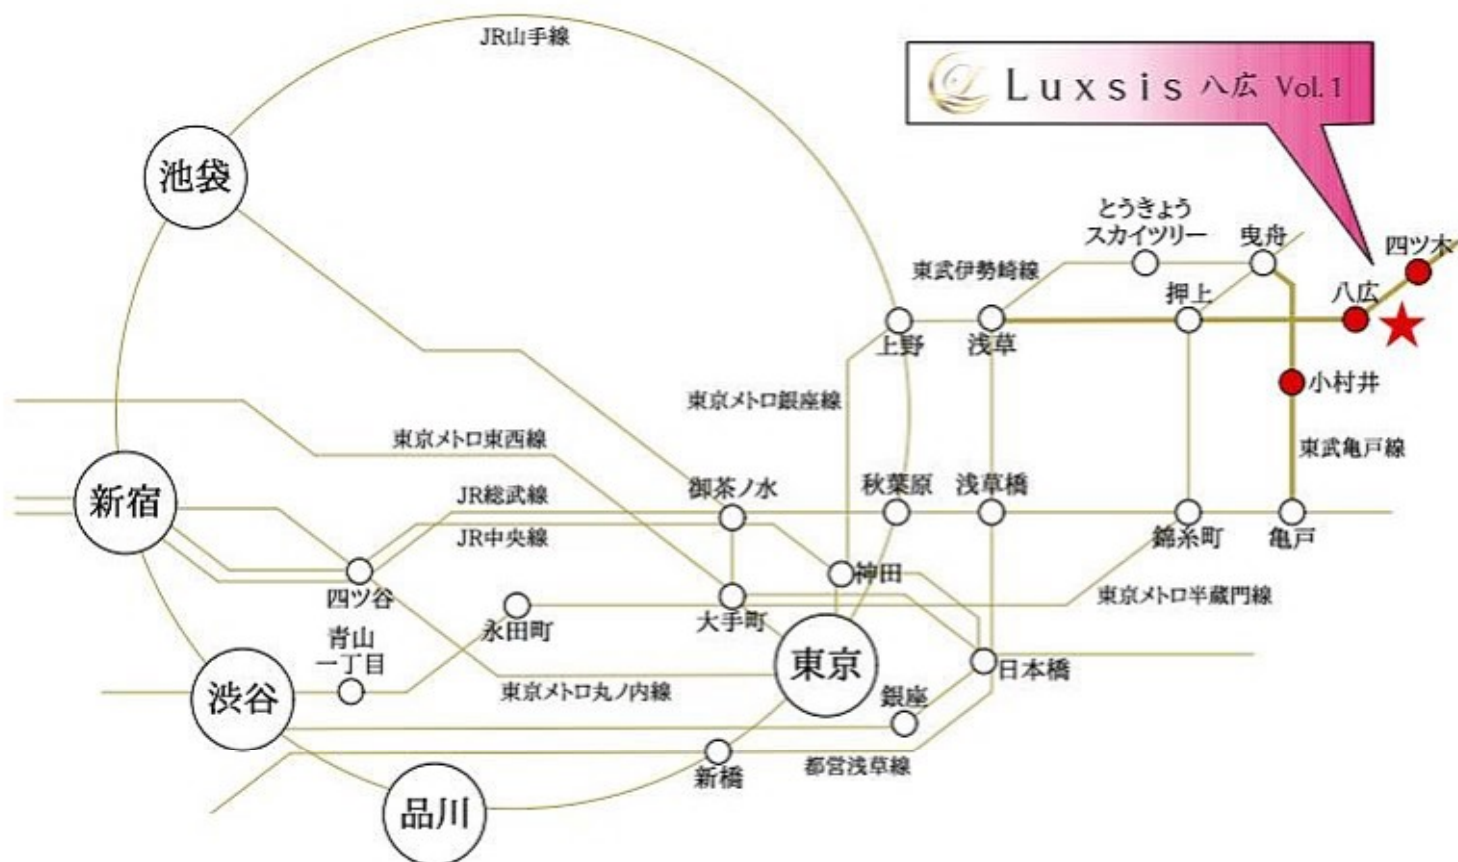 JR山手線
Luxsis 八広 Vol.1
池袋
とうきょう
スカイツリー
曳舟
四ツ木
東武伊勢崎線
押上
八広
上野
浅草
小村井
東京メトロ銀座線
東京メトロ東西線
東武亀戸線
新宿
JR総武線
御茶ノ水
秋葉原
浅草橋
JR中央線
錦糸町
亀戸
神田
四ツ谷
永田町
大手町
東京メトロ半蔵門線
青山
一丁目
東京
日本橋
渋谷
東京メトロ丸ノ内線
銀座
新橋
都営浅草線
品川